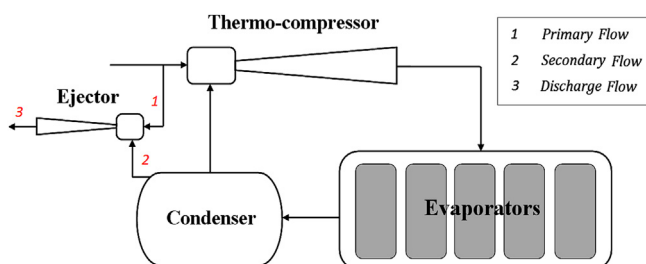 Thermo-compressor
1 Primary Flow
2 Secondary Flow
3 Discharge Flow
Ejector
3
1
2
Condenser
Evaporators